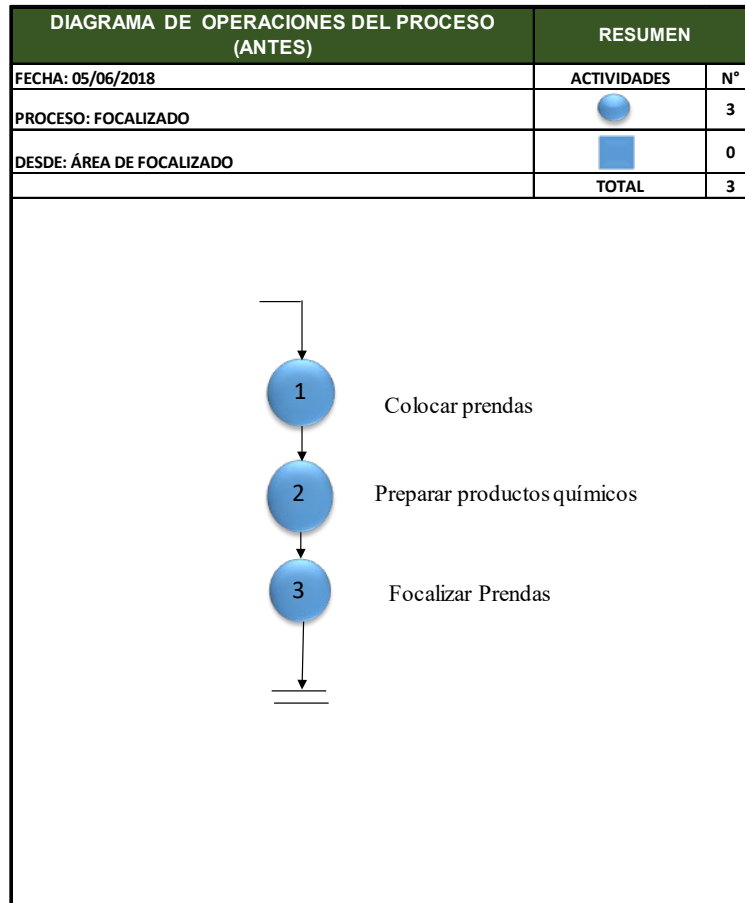 DIAGRAMA DE OPERACIONES DEL PROCESO
(ANTES)
RESUMEN
FECHA: 05/06/2018
ACTIVIDADES
N°
PROCESO: FOCALIZADO
3
DESDE: ÁREA DE FOCALIZADO
0
TOTAL
3
1
Colocar prendas
2
Preparar productos químicos
3
Focalizar Prendas